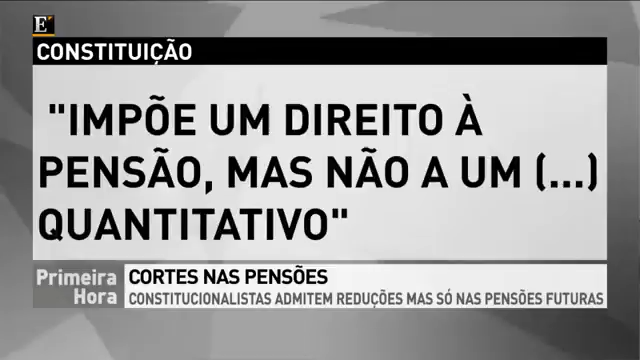 E
CONSTITUIÇÃO
"IMPÕE UM DIREITO À
PENSÃO, MAS NÃO A UM (...)
QUANTITATIVO"
Primeira
Hora
CORTES NAS PENSÕES
CONSTITUCIONALISTAS ADMITEM REDUÇÕES MAS SÓ NAS PENSÕES FUTURAS